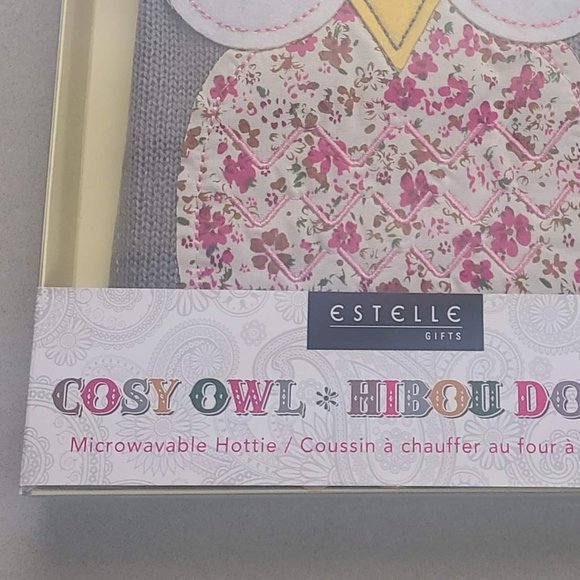 ESTELLE
GIFTS
COSY OWL * HIBOU DO
Microwavable Hottie / Coussin à chauffer au four à